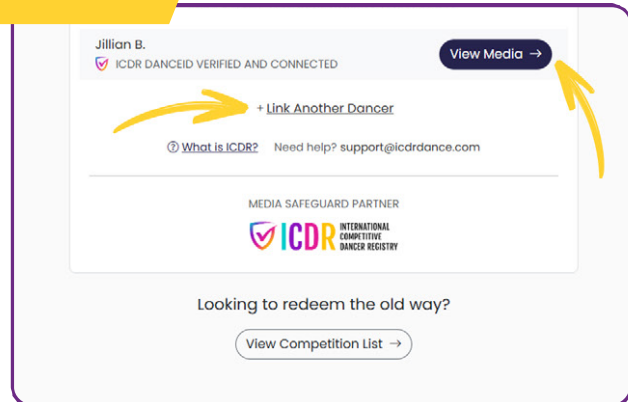 Jillian B.
ICDR DANCEID VERIFIED AND CONNECTED
View Media →
+ Link Another Dancer
What is ICDR? Need help? support@icdrdance.com
MEDIA SAFEGUARD PARTNER
ICDR INTERNATIONAL
COMPETITIVE
DANCER REGISTRY
Looking to redeem the old way?
View Competition List →